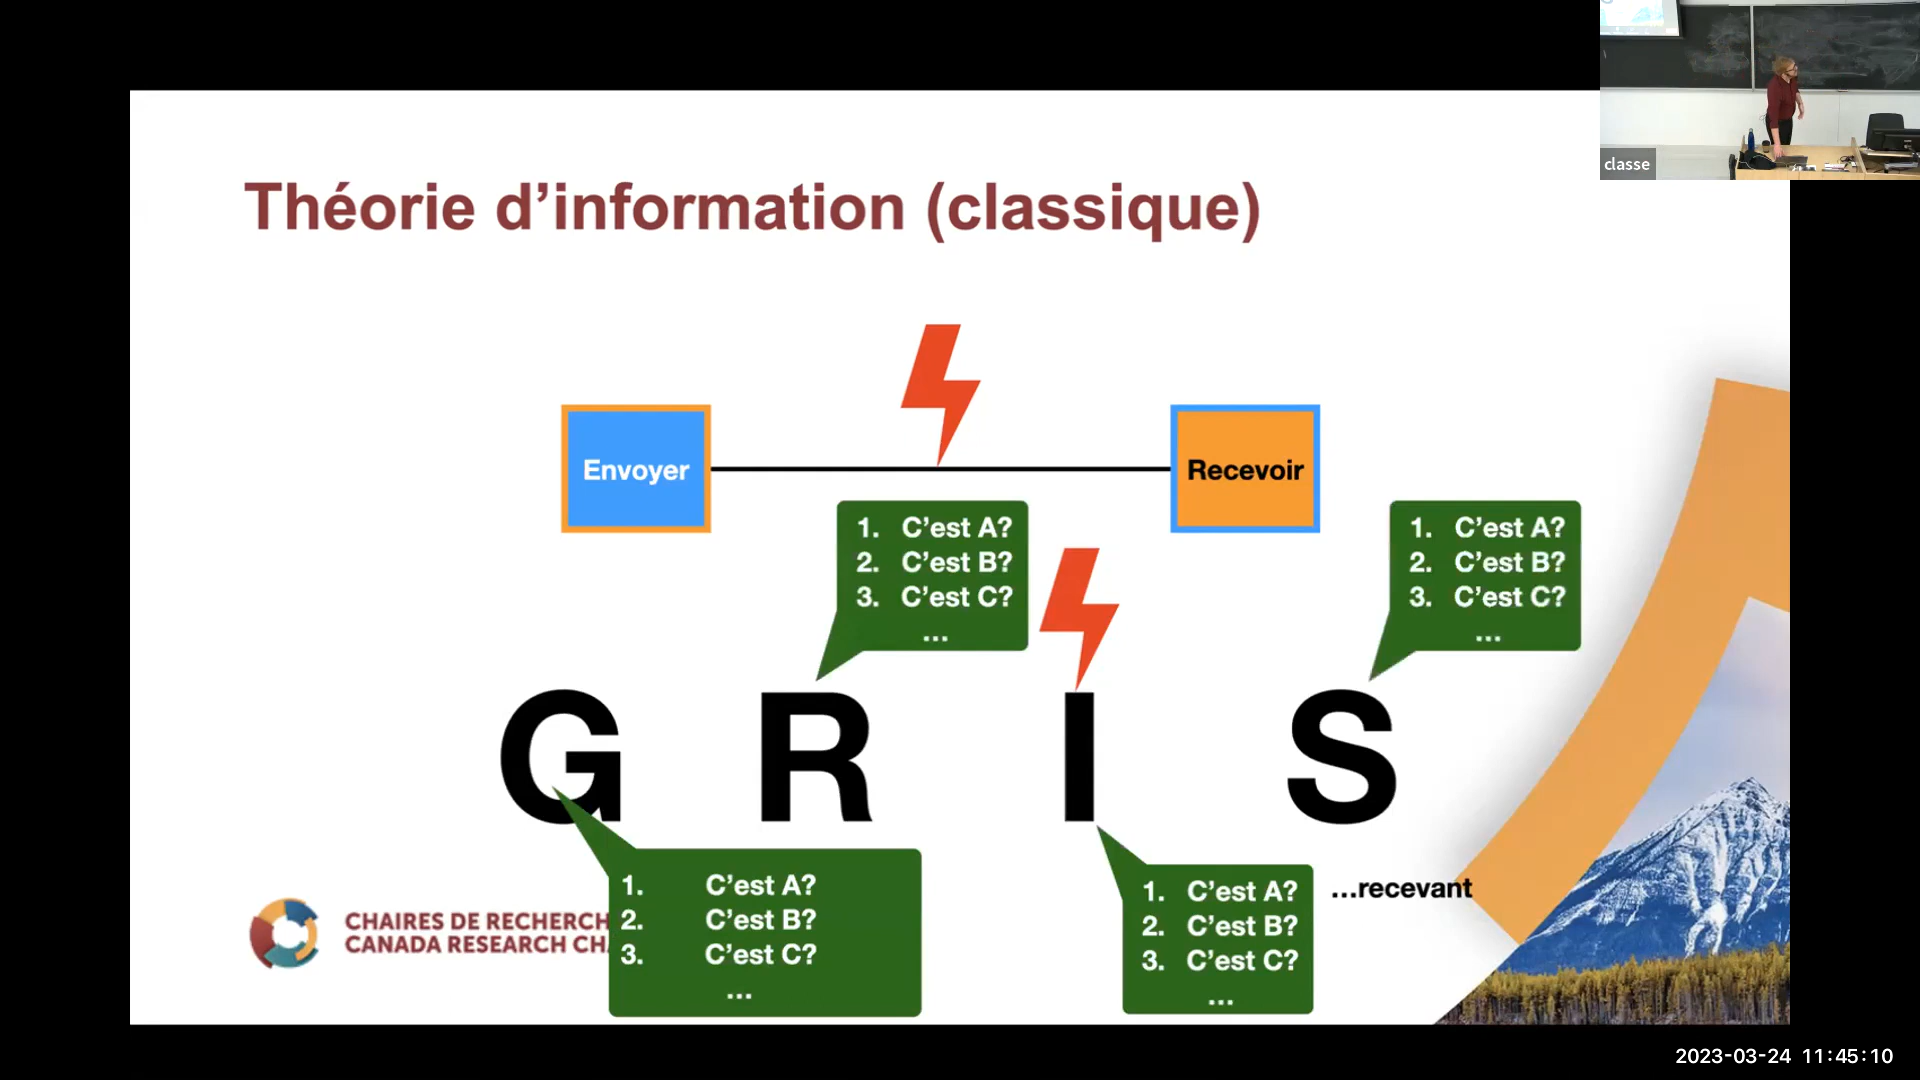 classe
Théorie d’information (classique)
Envoyer
Recevoir
1. C’est A?
2. C’est B?
3. C’est C?
...
1. C’est A?
2. C’est B?
3. C’est C?
...
G R I S
1. C’est A?
2. C’est B?
3. C’est C?
...
1. C’est A?
2. C’est B?
3. C’est C?
...
...recevant
CHAIRES DE RECHERCH
CANADA RESEARCH CH
2023-03-24 11:45:10